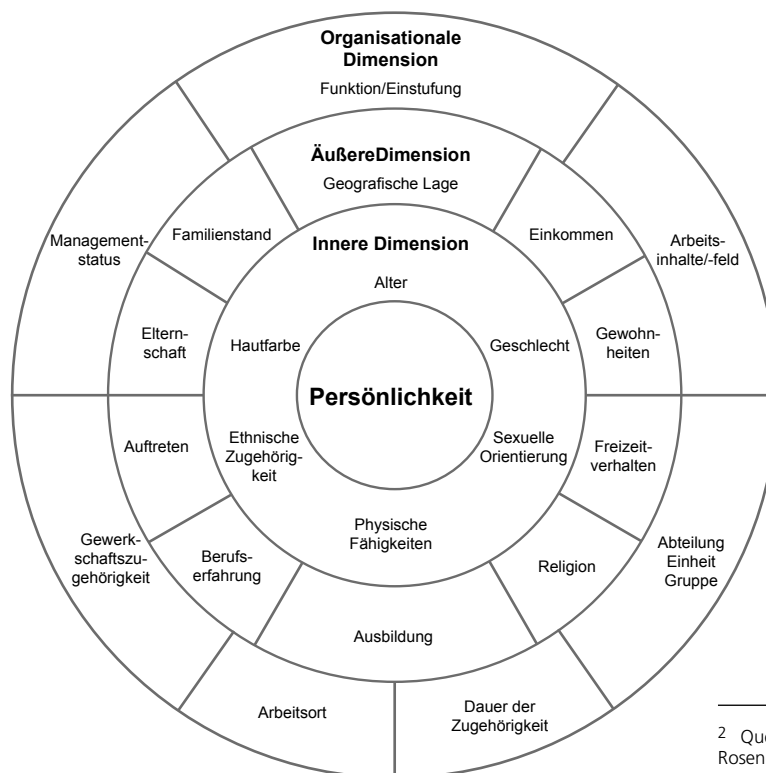 Organisationale
Dimension
Funktion/Einstufung
ÄußereDimension
Geografische Lage
Familienstand
Einkommen
Management-
status
Arbeits-
inhalte/-feld
Innere Dimension
Alter
Eltern-
schaft
Hautfarbe
Geschlecht
Gewohn-
heiten
Persönlichkeit
Auftreten
Ethnische
Zugehörig-
keit
Sexuelle
Orientierung
Freizeit-
verhalten
Physische
Fähigkeiten
Gewerk-
schaftszu-
gehörigkeit
Berufs-
erfahrung
Religion
Abteilung
Einheit
Gruppe
Ausbildung
Arbeitsort
Dauer der
Zugehörigkeit
2 Que
Rosen